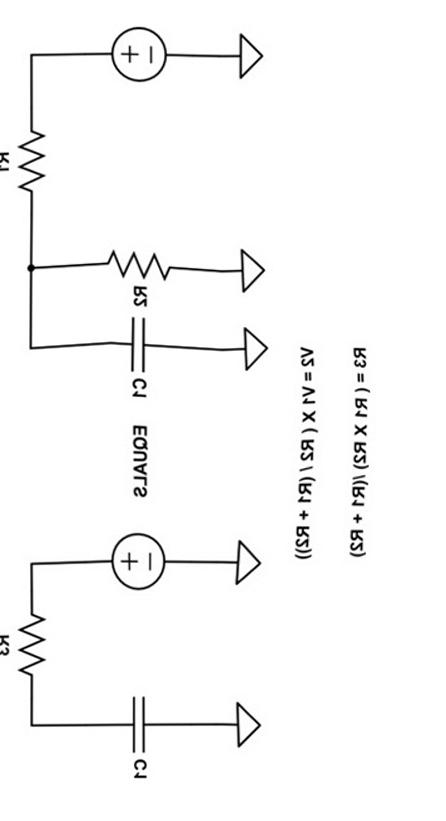 R1
R2
C1
EQUALS
R3
C1
V2 = V1 X ( R2 / (R1 + R2))
R3 = ( R1 X R2) /(R1 + R2)